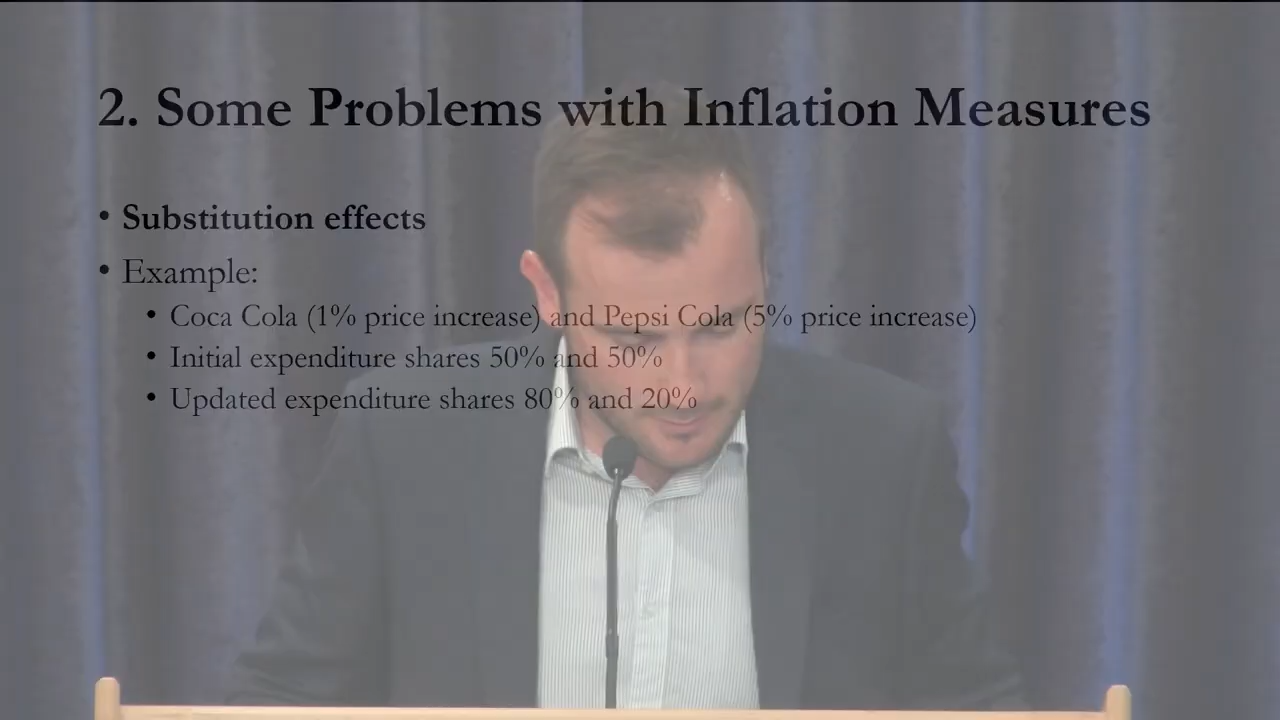 2. Some Problems with Inflation Measures
• Substitution effects
• Example:
• Coca Cola (1% price increase) and Pepsi Cola (5% price increase)
• Initial expenditure shares 50% and 50%
• Updated expenditure shares 80% and 20%